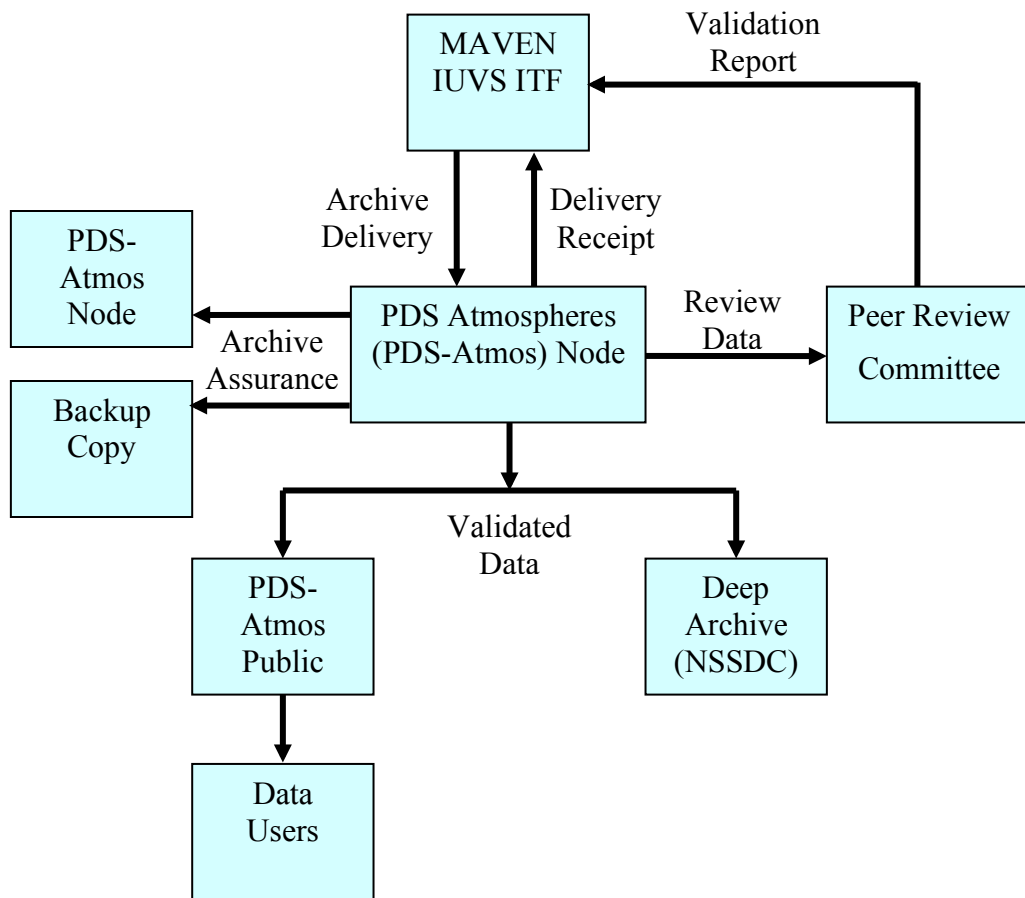 MAVEN
IUVS ITF
Validation
Report
Archive
Delivery
Delivery
Receipt
PDS-
Atmos
Node
PDS Atmospheres
(PDS-Atmos) Node
Review
Data
Peer Review
Committee
Archive
Assurance
Backup
Copy
Validated
Data
PDS-
Atmos
Public
Deep
Archive
(NSSDC)
Data
Users